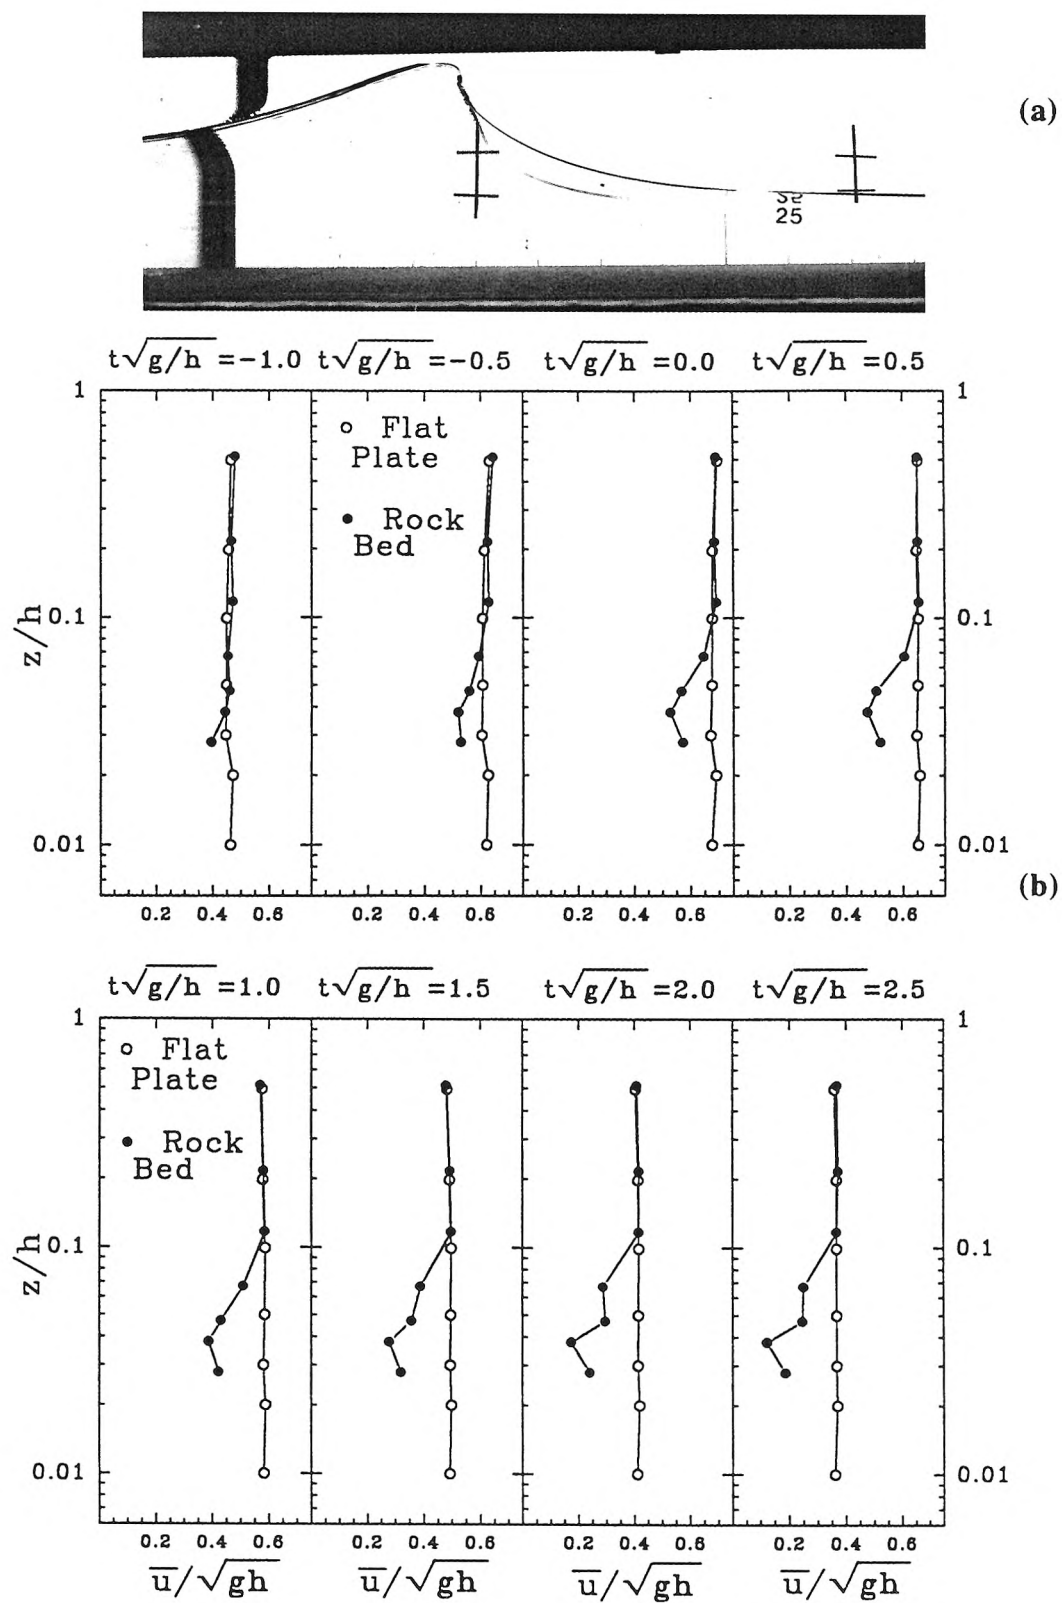 (a)
SE
25
t√g/h =−1.0 t√g/h =−0.5 t√g/h =0.0 t√g/h =0.5
1 1
○ Flat
Plate
● Rock
Bed
z/h
0.1 0.1
0.01 0.01
(b)
0.2 0.4 0.6 0.2 0.4 0.6 0.2 0.4 0.6 0.2 0.4 0.6
t√g/h =1.0 t√g/h =1.5 t√g/h =2.0 t√g/h =2.5
1 1
○ Flat
Plate
● Rock
Bed
z/h
0.1 0.1
0.01 0.01
0.2 0.4 0.6 0.2 0.4 0.6 0.2 0.4 0.6 0.2 0.4 0.6
u̅/√gh u̅/√gh u̅/√gh u̅/√gh